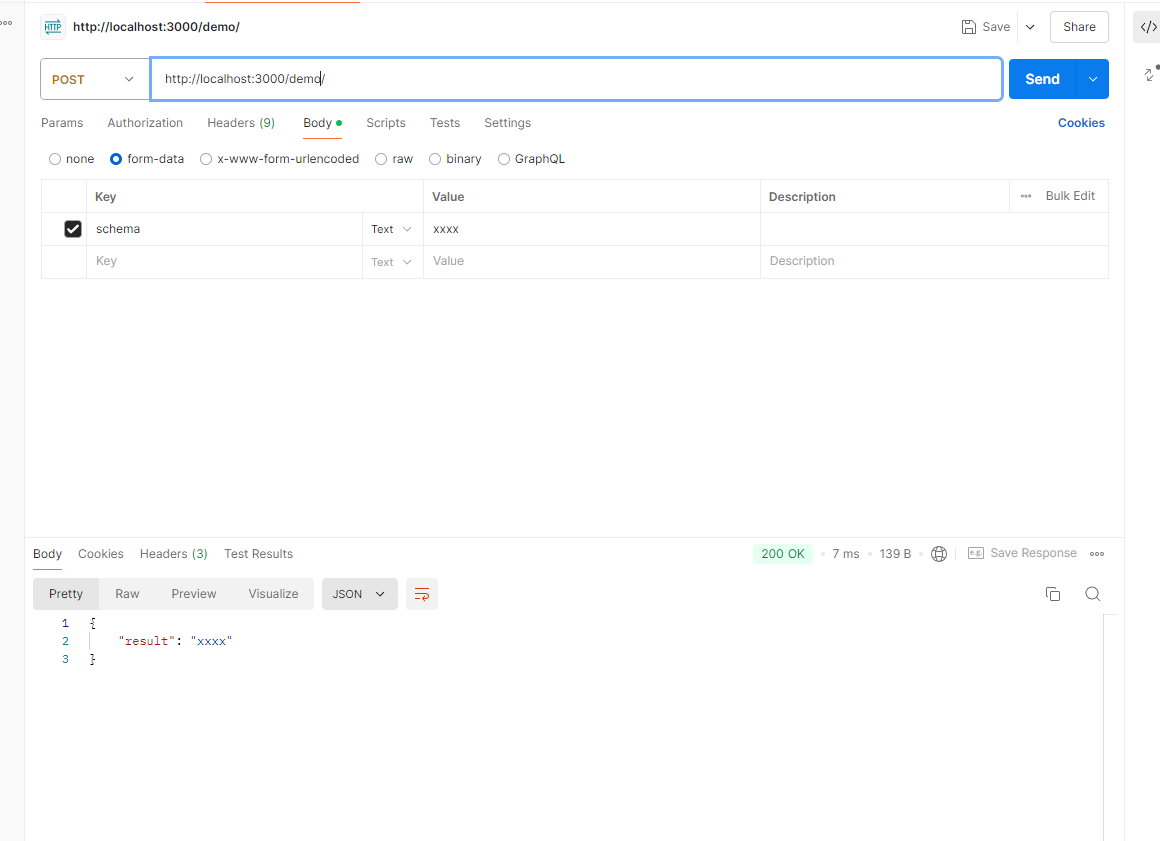 HTTP http://localhost:3000/demo/ Save Share </>
POST http://localhost:3000/demo/ Send
Params Authorization Headers (9) Body Scripts Tests Settings Cookies
none form-data x-www-form-urlencoded raw binary GraphQL
Key Value Description Bulk Edit
schema Text xxxx
Key Text Value Description
Body Cookies Headers (3) Test Results 200 OK 7 ms 139 B e.g. Save Response
Pretty Raw Preview Visualize JSON
1 {
2 "result": "xxxx"
3 }